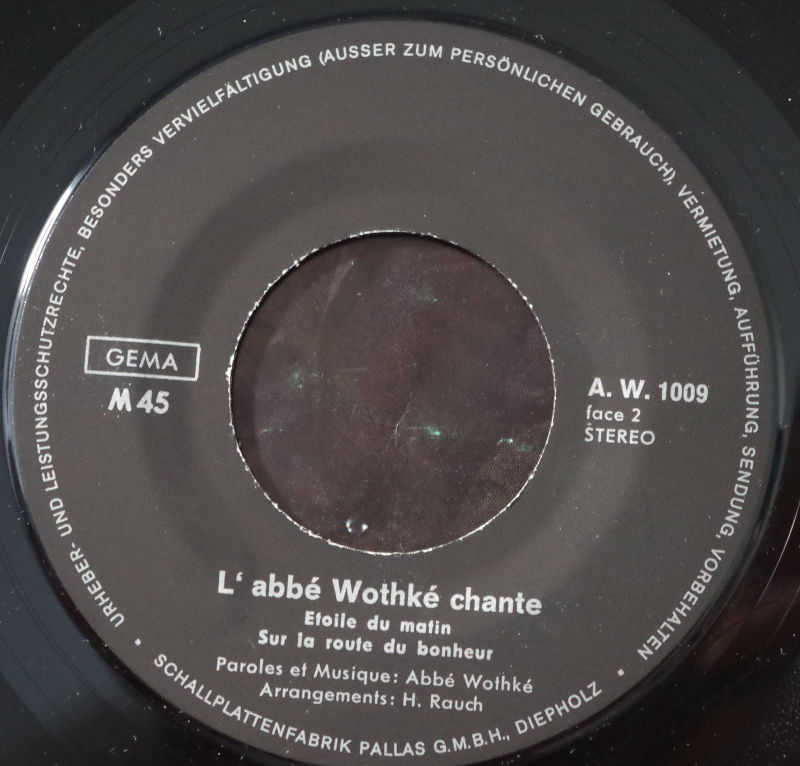 URHEBER- UND LEISTUNGSSCHUTZRECHTE, BESONDERS VERVIELFÄLTIGUNG (AUSSER ZUM PERSÖNLICHEN GEBRAUCH), VERMIETUNG, AUFFÜHRUNG, SENDUNG, VORBEHALTEN
GEMA
M 45
A. W. 1009
face 2
STEREO
L' abbé Wothké chante
Etoile du matin
Sur la route du bonheur
Paroles et Musique: Abbé Wothké
Arrangements: H. Rauch
• SCHALLPLATTENFABRIK PALLAS G.M.B.H., DIEPHOLZ •